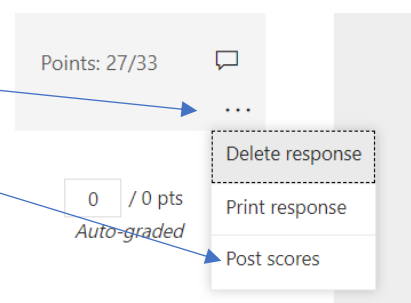 Points: 27/33
...
Delete response
0 / 0 pts
Print response
Auto-graded
Post scores